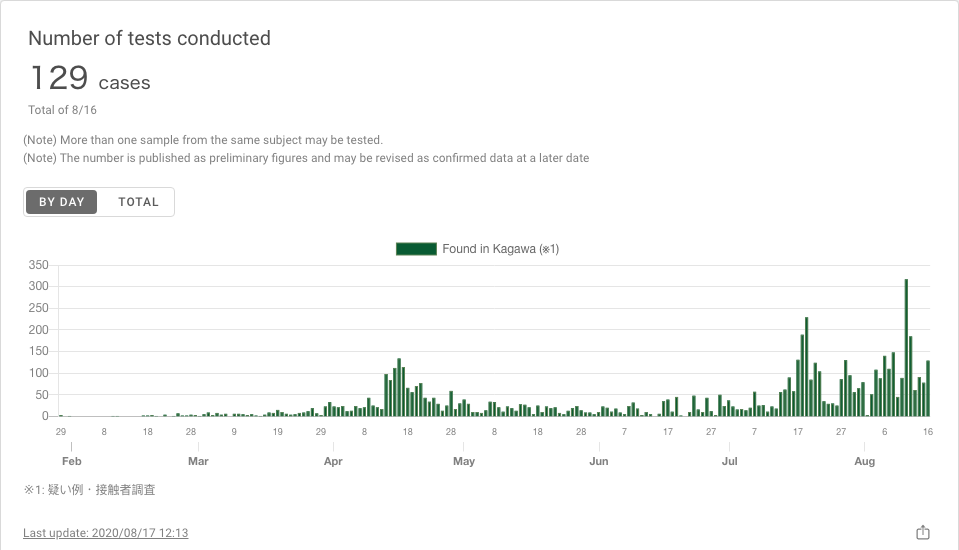 Number of tests conducted
129 cases
Total of 8/16
(Note) More than one sample from the same subject may be tested.
(Note) The number is published as preliminary figures and may be revised as confirmed data at a later date
BY DAY TOTAL
Found in Kagawa (※1)
350
300
250
200
150
100
50
0
29 8 18 28 9 19 29 8 18 28 8 18 28 7 17 27 7 17 27 6 16
Feb Mar Apr May Jun Jul Aug
※1: 疑い例・接触者調査
Last update: 2020/08/17 12:13